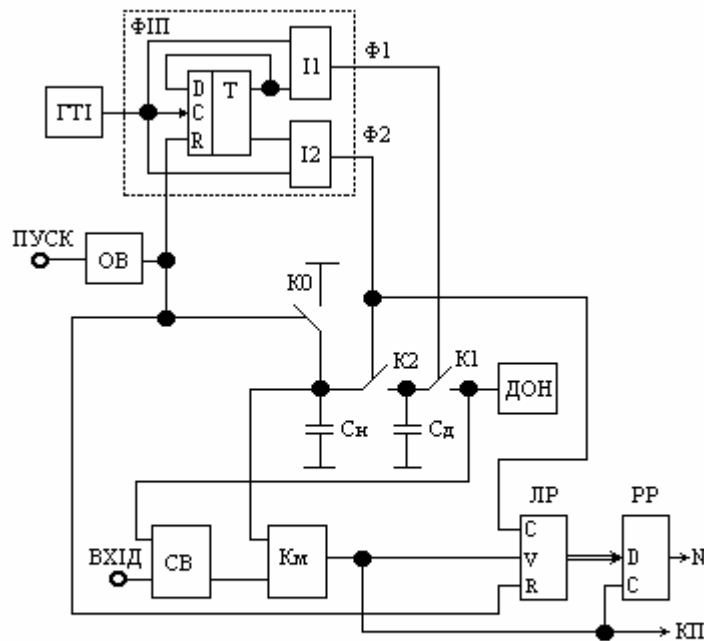 ФІП
Ф1
І1
D
Т
ГТІ
C
R
Ф2
І2
ПУСК
ОВ
К0
К2
К1
ДОН
Сн
Сд
ЛР
РР
ВХІД
СВ
Км
C
V
R
D
C
N
КП